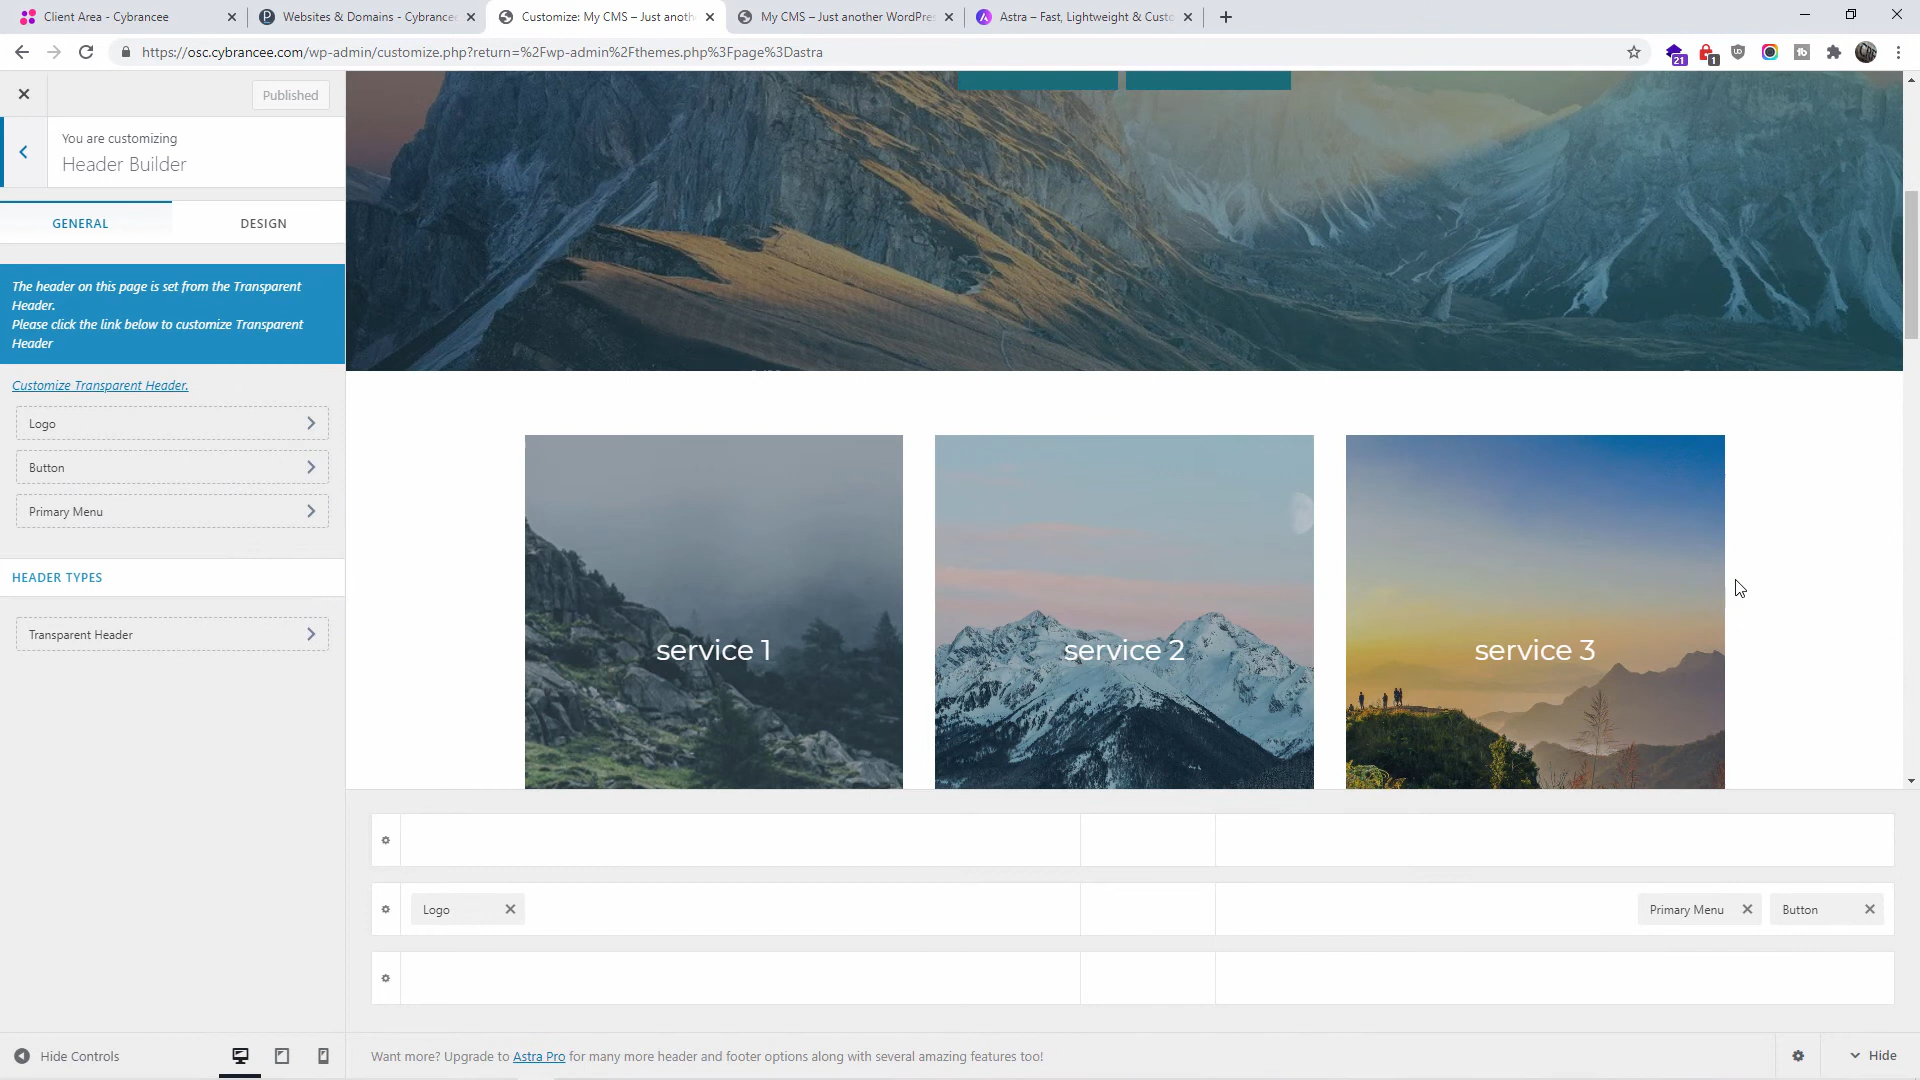 Client Area - Cybrancee
Websites & Domains - Cybrancee
Customize: My CMS – Just anoth
My CMS – Just another WordPres
Astra – Fast, Lightweight & Custo
https://osc.cybrancee.com/wp-admin/customize.php?return=%2Fwp-admin%2Fthemes.php%3Fpage%3Dastra
21
1
Published
You are customizing
Header Builder
GENERAL
DESIGN
The header on this page is set from the Transparent
Header.
Please click the link below to customize Transparent
Header
Customize Transparent Header.
Logo
Button
Primary Menu
HEADER TYPES
Transparent Header
service 1
service 2
service 3
Logo
Primary Menu
Button
Hide Controls
Want more? Upgrade to Astra Pro for many more header and footer options along with several amazing features too!
Hide